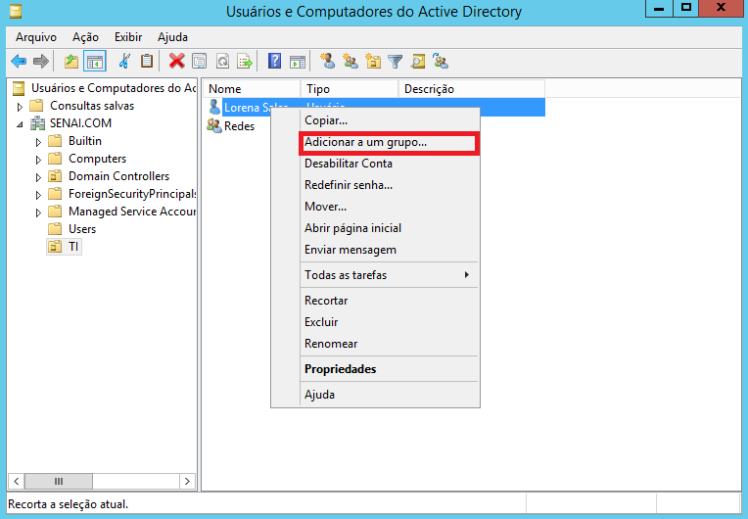 Usuários e Computadores do Active Directory
Arquivo Ação Exibir Ajuda
Usuários e Computadores do Ac
Consultas salvas
SENAI.COM
Builtin
Computers
Domain Controllers
ForeignSecurityPrincipals
Managed Service Accour
Users
TI
Nome Tipo Descrição
Lorena Sales Usuário
Redes
Copiar...
Adicionar a um grupo...
Desabilitar Conta
Redefinir senha...
Mover...
Abrir página inicial
Enviar mensagem
Todas as tarefas
Recortar
Excluir
Renomear
Propriedades
Ajuda
Recorta a seleção atual.